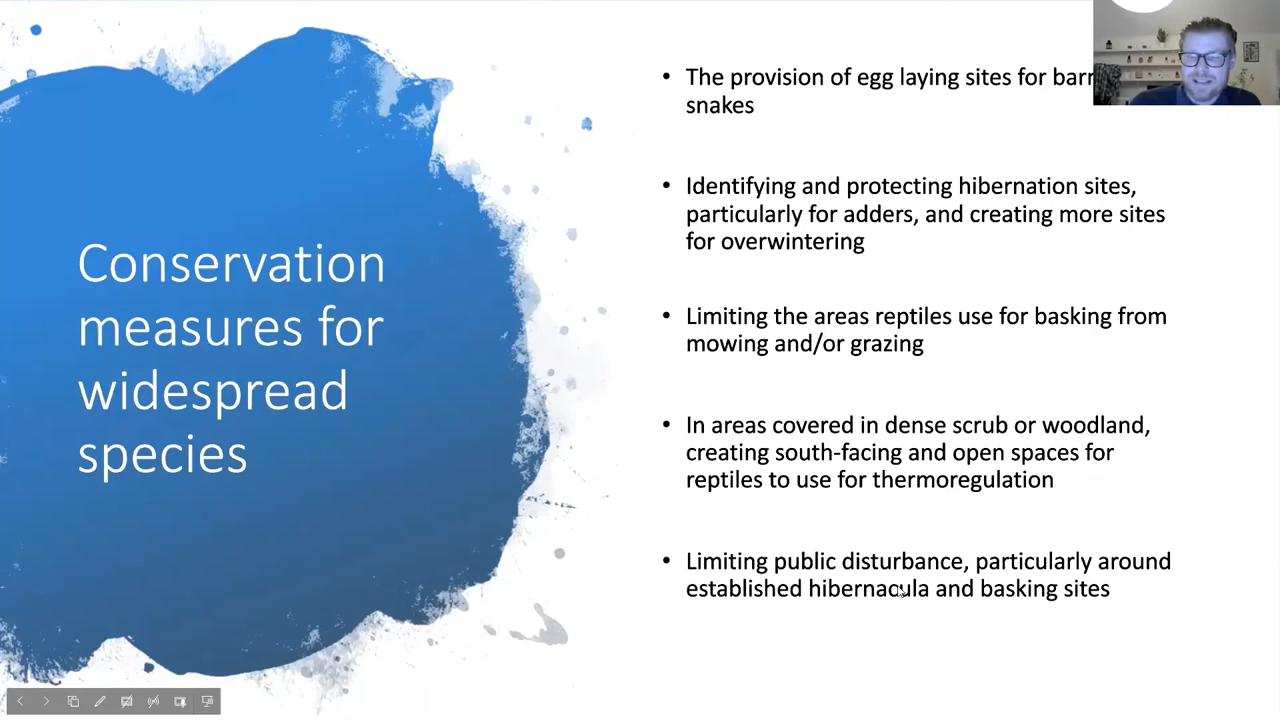 Conservation
measures for
widespread
species
• The provision of egg laying sites for
snakes
• Identifying and protecting hibernation sites,
particularly for adders, and creating more sites
for overwintering
• Limiting the areas reptiles use for basking from
mowing and/or grazing
• In areas covered in dense scrub or woodland,
creating south-facing and open spaces for
reptiles to use for thermoregulation
• Limiting public disturbance, particularly around
established hibernacula and basking sites